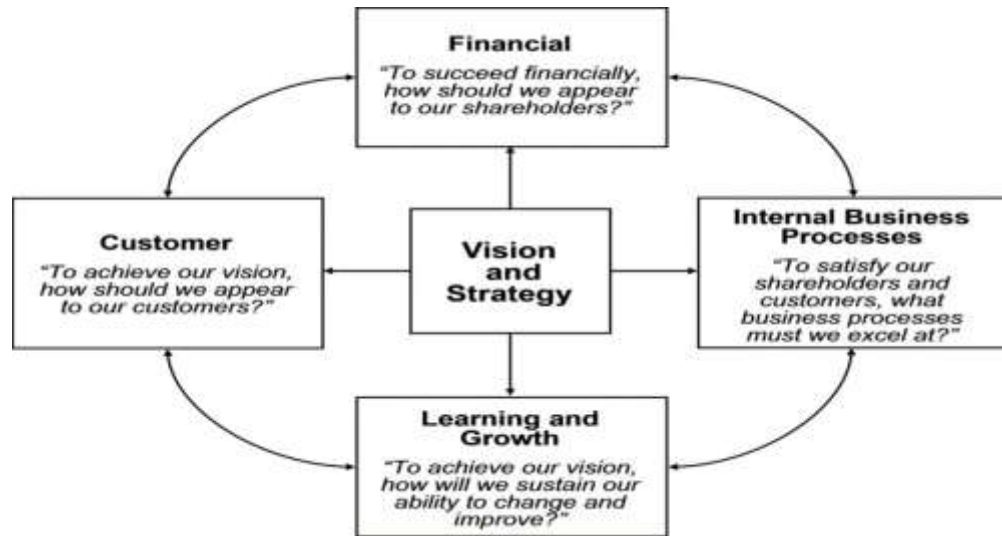 Financial
“To succeed financially,
how should we appear
to our shareholders?”
Customer
“To achieve our vision,
how should we appear
to our customers?”
Vision
and
Strategy
Internal Business
Processes
“To satisfy our
shareholders and
customers, what
business processes
must we excel at?”
Learning and
Growth
“To achieve our vision,
how will we sustain our
ability to change and
improve?”